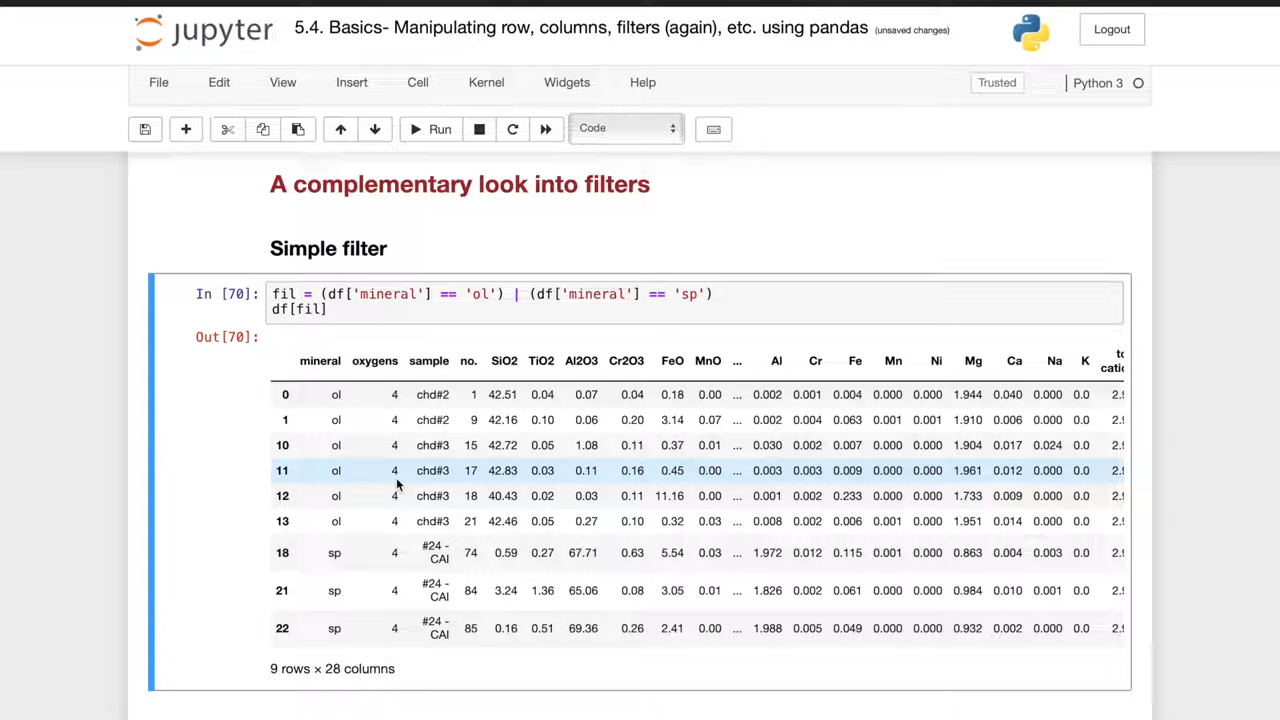 jupyter 5.4. Basics- Manipulating row, columns, filters (again), etc. using pandas (unsaved changes) Logout
File Edit View Insert Cell Kernel Widgets Help Trusted Python 3
Run Code
A complementary look into filters
Simple filter
In [70]: fil = (df['mineral'] == 'ol') | (df['mineral'] == 'sp')
df[fil]
Out[70]:
mineral oxygens sample no. SiO2 TiO2 Al2O3 Cr2O3 FeO MnO ... Al Cr Fe Mn Ni Mg Ca Na K
0 ol 4 chd#2 1 42.51 0.04 0.07 0.04 0.18 0.00 ... 0.002 0.001 0.004 0.000 0.000 1.944 0.040 0.000 0.0
1 ol 4 chd#2 9 42.16 0.10 0.06 0.20 3.14 0.07 ... 0.002 0.004 0.063 0.001 0.001 1.910 0.006 0.000 0.0
10 ol 4 chd#3 15 42.72 0.05 1.08 0.11 0.37 0.01 ... 0.030 0.002 0.007 0.000 0.000 1.904 0.017 0.024 0.0
11 ol 4 chd#3 17 42.83 0.03 0.11 0.16 0.45 0.00 ... 0.003 0.003 0.009 0.000 0.000 1.961 0.012 0.000 0.0
12 ol 4 chd#3 18 40.43 0.02 0.03 0.11 11.16 0.00 ... 0.001 0.002 0.233 0.000 0.000 1.733 0.009 0.000 0.0
13 ol 4 chd#3 21 42.46 0.05 0.27 0.10 0.32 0.03 ... 0.008 0.002 0.006 0.001 0.000 1.951 0.014 0.000 0.0
18 sp 4 #24 - CAI 74 0.59 0.27 67.71 0.63 5.54 0.03 ... 1.972 0.012 0.115 0.001 0.000 0.863 0.004 0.003 0.0
21 sp 4 #24 - CAI 84 3.24 1.36 65.06 0.08 3.05 0.01 ... 1.826 0.002 0.061 0.000 0.000 0.984 0.010 0.001 0.0
22 sp 4 #24 - CAI 85 0.16 0.51 69.36 0.26 2.41 0.00 ... 1.988 0.005 0.049 0.000 0.000 0.932 0.002 0.000 0.0
9 rows × 28 columns